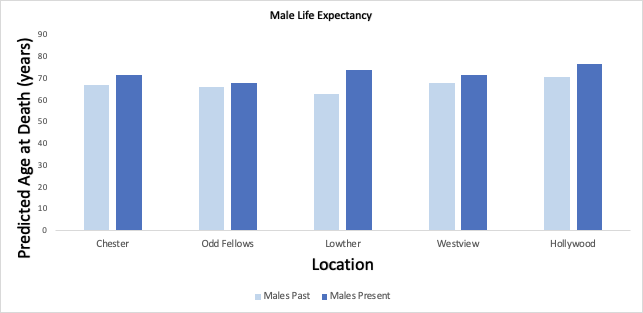 Male Life Expectancy
Predicted Age at Death (years)
90
80
70
60
50
40
30
20
10
0
Chester Odd Fellows Lowther Westview Hollywood
Location
Males Past Males Present